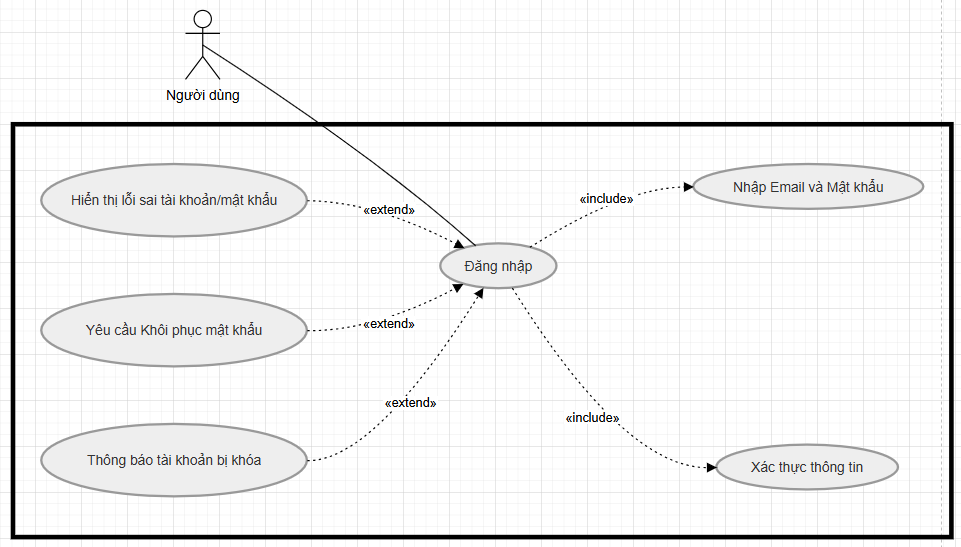 Người dùng
Hiển thị lỗi sai tài khoản/mật khẩu
«extend»
«include»
Nhập Email và Mật khẩu
Đăng nhập
Yêu cầu Khôi phục mật khẩu
«extend»
«extend»
«include»
Thông báo tài khoản bị khóa
Xác thực thông tin